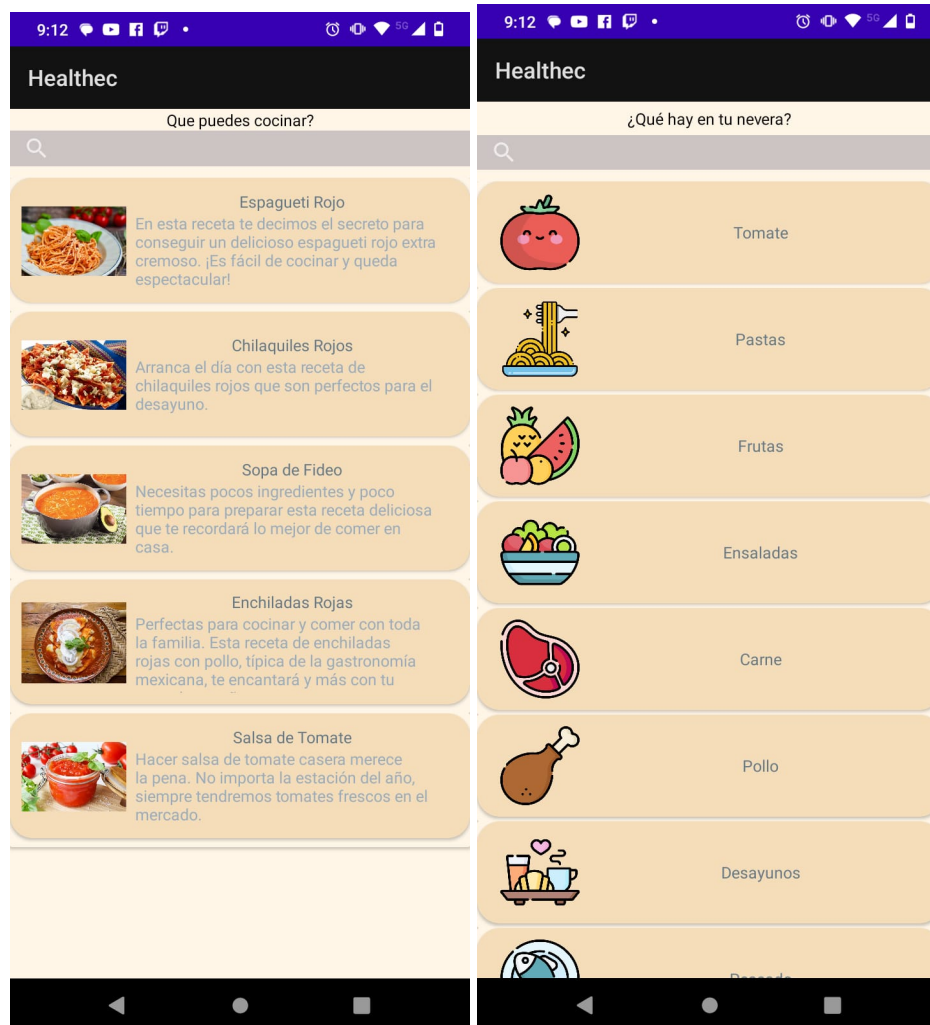 9:12
5G
Healthec
Que puedes cocinar?
Espagueti Rojo
En esta receta te decimos el secreto para
conseguir un delicioso espagueti rojo extra
cremoso. ¡Es fácil de cocinar y queda
espectacular!
Chilaquiles Rojos
Arranca el día con esta receta de
chilaquiles rojos que son perfectos para el
desayuno.
Sopa de Fideo
Necesitas pocos ingredientes y poco
tiempo para preparar esta receta deliciosa
que te recordará lo mejor de comer en
casa.
Enchiladas Rojas
Perfectas para cocinar y comer con toda
la familia. Esta receta de enchiladas
rojas con pollo, típica de la gastronomía
mexicana, te encantará y más con tu
Salsa de Tomate
Hacer salsa de tomate casera merece
la pena. No importa la estación del año,
siempre tendremos tomates frescos en el
mercado.
9:12
5G
Healthec
¿Qué hay en tu nevera?
Tomate
Pastas
Frutas
Ensaladas
Carne
Pollo
Desayunos